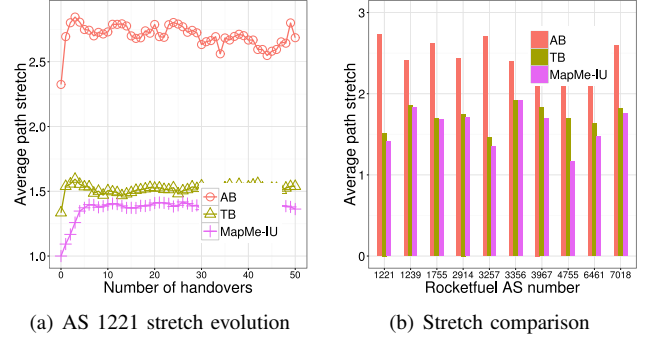 Average path stretch
2.5
2.0
1.5
1.0
AB
TB
MapMe-IU
0 10 20 30 40 50
Number of handovers
(a) AS 1221 stretch evolution
Average path stretch
3
2
1
0
AB
TB
MapMe-IU
1221 1239 1755 2914 3257 3356 3967 4755 6461 7018
Rocketfuel AS number
(b) Stretch comparison